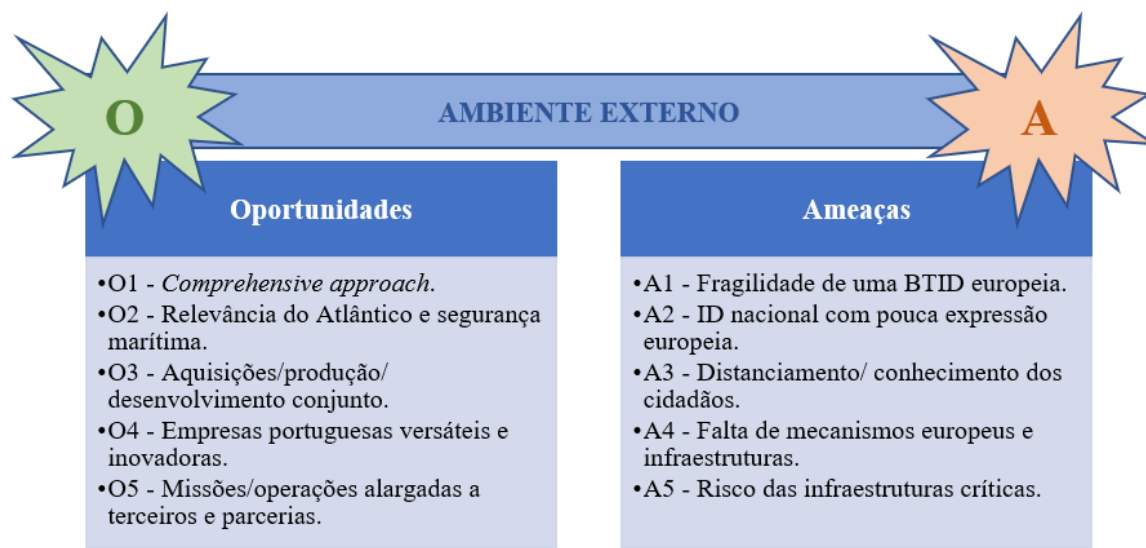 O
AMBIENTE EXTERNO
A
Oportunidades
•O1 - Comprehensive approach.
•O2 - Relevância do Atlântico e segurança
marítima.
•O3 - Aquisições/produção/
desenvolvimento conjunto.
•O4 - Empresas portuguesas versáteis e
inovadoras.
•O5 - Missões/operações alargadas a
terceiros e parcerias.
Ameaças
•A1 - Fragilidade de uma BTID europeia.
•A2 - ID nacional com pouca expressão
europeia.
•A3 - Distanciamento/ conhecimento dos
cidadãos.
•A4 - Falta de mecanismos europeus e
infraestruturas.
•A5 - Risco das infraestruturas críticas.